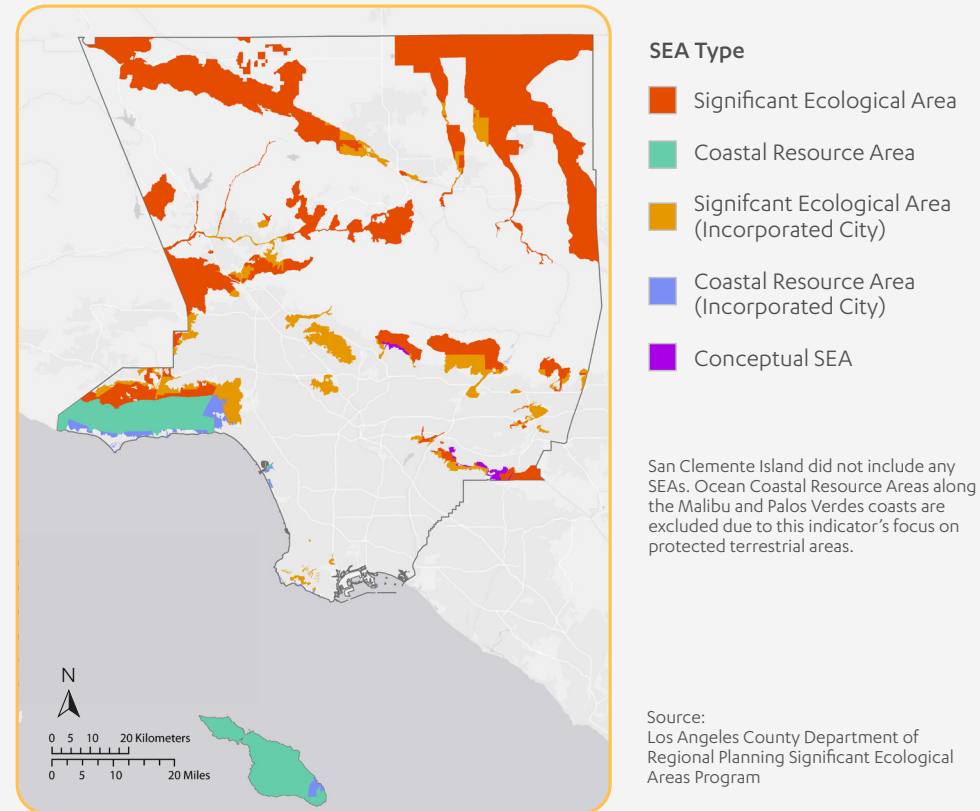 SEA Type
Significant Ecological Area
Coastal Resource Area
Signifcant Ecological Area
(Incorporated City)
Coastal Resource Area
(Incorporated City)
Conceptual SEA
San Clemente Island did not include any
SEAs. Ocean Coastal Resource Areas along
the Malibu and Palos Verdes coasts are
excluded due to this indicator’s focus on
protected terrestrial areas.
N
0 5 10 20 Kilometers
0 5 10 20 Miles
Source:
Los Angeles County Department of
Regional Planning Significant Ecological
Areas Program